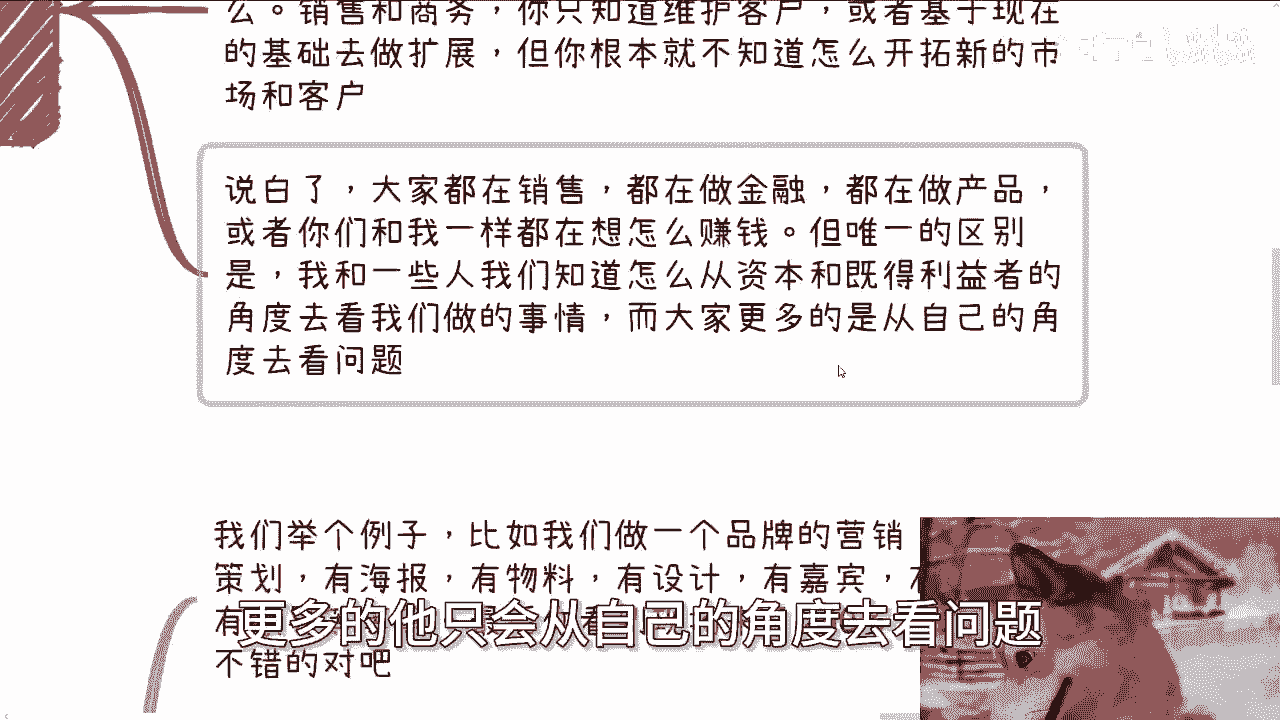 么。销售和商务，你只知道维护客户，或者基于现在
的基础去做扩展，但你根本就不知道怎么开拓新的市
场和客户
说白了，大家都在销售，都在做金融，都在做产品，
或者你们和我一样都在想怎么赚钱。但唯一的区别
是，我和一些人我们知道怎么从资本和既得利益者的
角度去看我们做的事情，而大家更多的是从自己的角
度去看问题
我们举个例子，比如我们做一个品牌的营销
策划，有海报，有物料，有设计，有嘉宾，
有
更多的他只会从自己的角度去看问题
不错的对吧